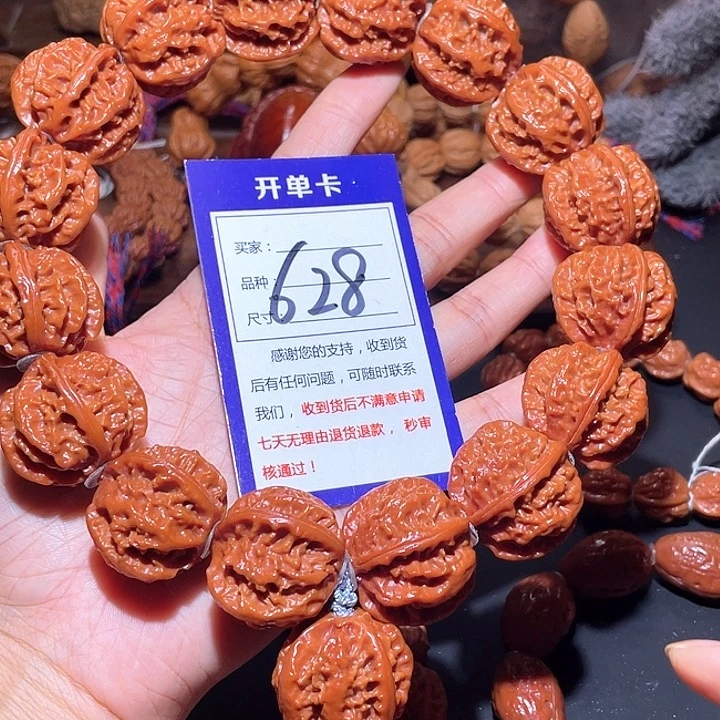 开单卡
买家：
品种：628
尺寸
感谢您的支持，收到货
后有任何问题，可随时联系
我们，收到货后不满意申请
七天无理由退货退款，秒审
核通过！